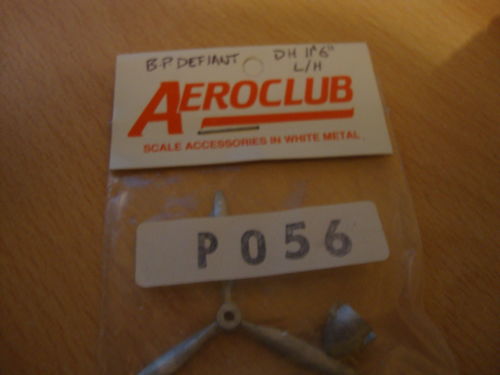 B.P. DEFIANT DH 11'6"
L/H
AEROCLUB
SCALE ACCESSORIES IN WHITE METAL
P056